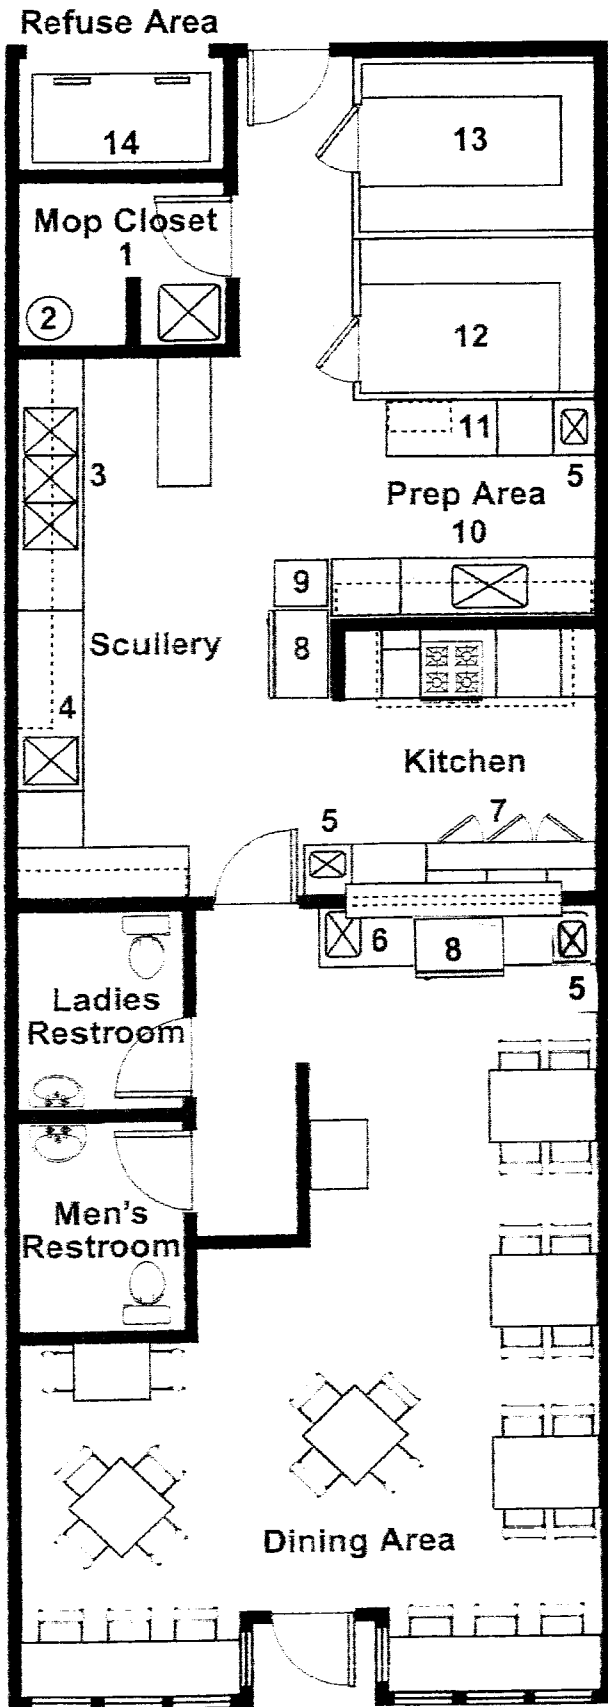 Refuse Area
14
13
Mop Closet
1
2
12
11
3
5
Prep Area
10
9
Scullery
8
4
Kitchen
5
7
6
8
5
Ladies
Restroom
Men's
Restroom
Dining Area